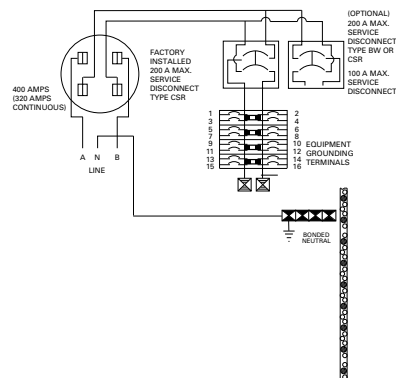 (OPTIONAL)
200 A MAX.
SERVICE
DISCONNECT
TYPE BW OR
CSR
100 A MAX.
SERVICE
DISCONNECT
FACTORY
INSTALLED
200 A MAX.
SERVICE
DISCONNECT
TYPE CSR
400 AMPS
(320 AMPS
CONTINUOUS)
A N B
LINE
1 2
3 4
5 6
7 8
9 10
11 12
13 14
15 16
EQUIPMENT
GROUNDING
TERMINALS
BONDED
NEUTRAL